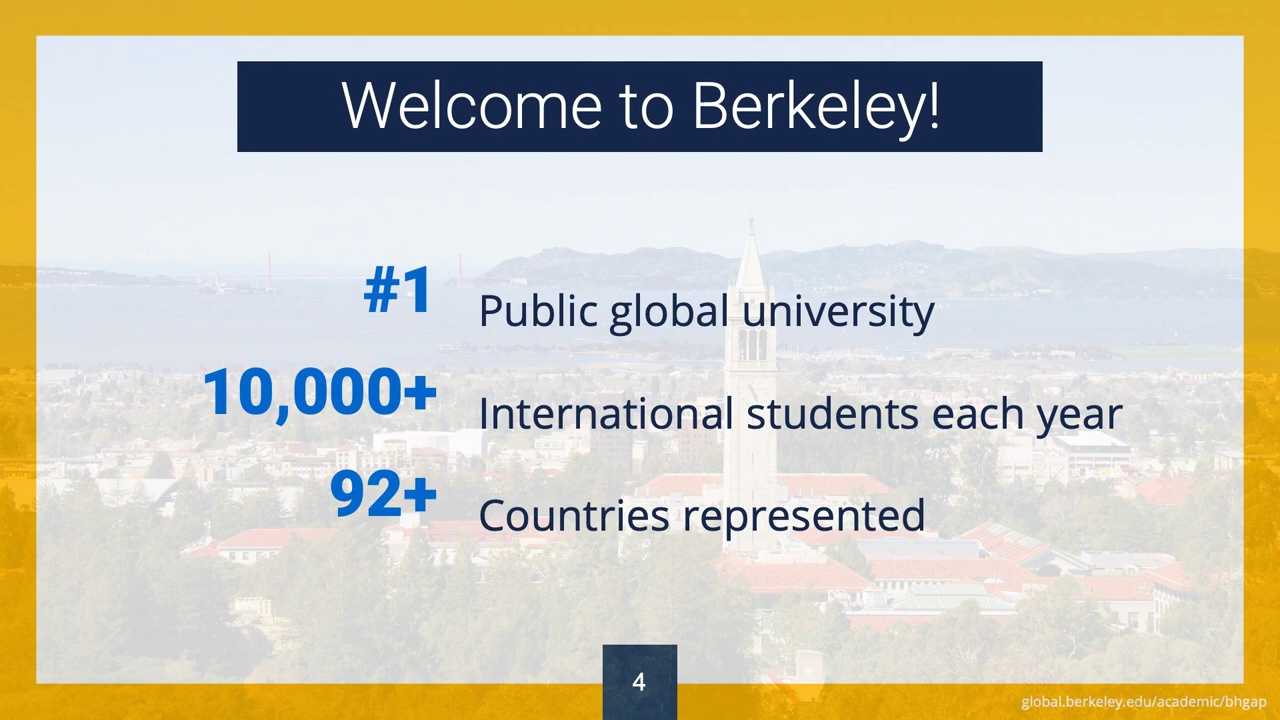 Welcome to Berkeley!
#1 Public global university
10,000+ International students each year
92+ Countries represented
4
global.berkeley.edu/academic/bhgap